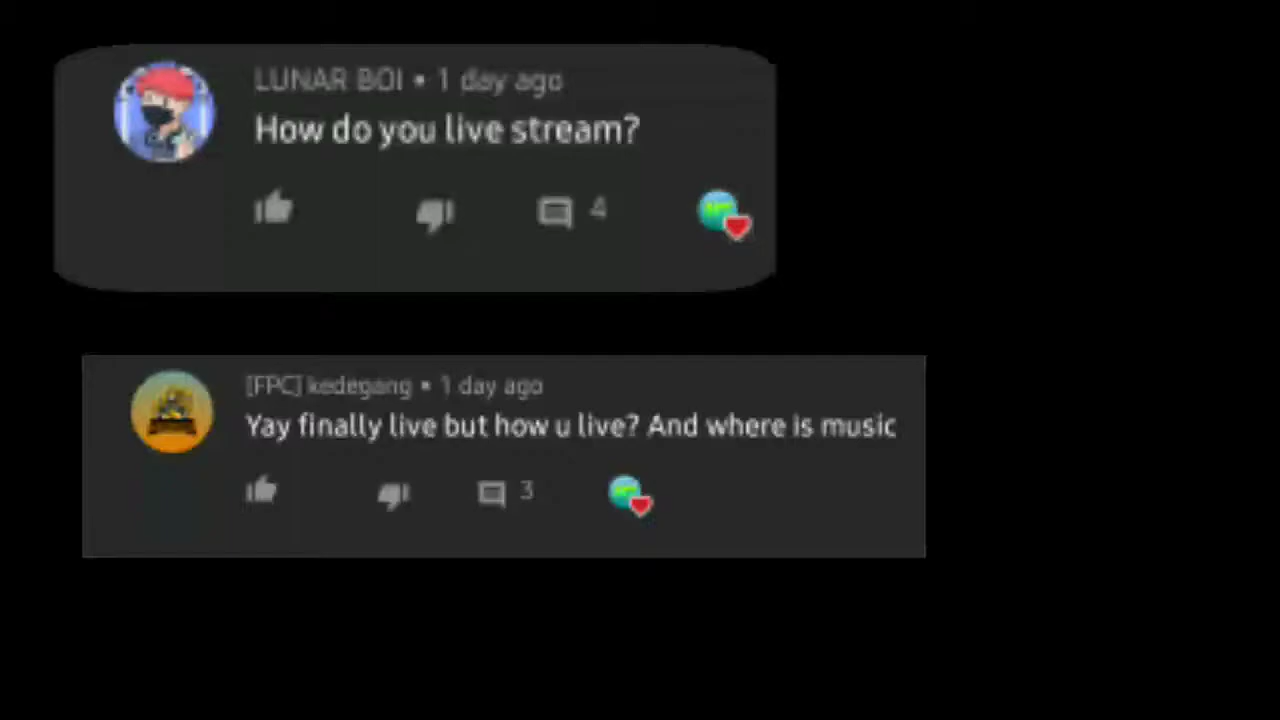 LUNAR BOI • 1 day ago
How do you live stream?
4
[FPC] kedegang • 1 day ago
Yay finally live but how u live? And where is music
3